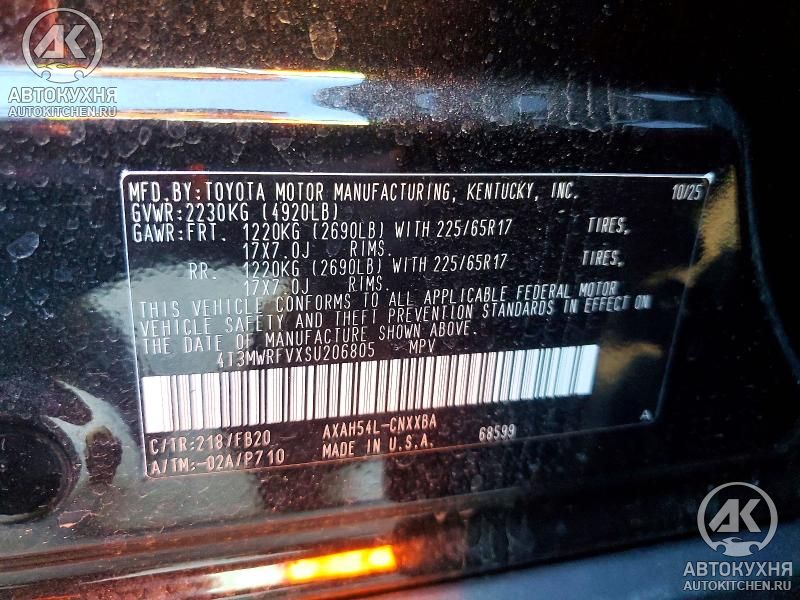 AK
АВТОКУХНЯ
AUTOKITCHEN.RU
MFD.BY:TOYOTA MOTOR MANUFACTURING, KENTUCKY, INC. 10/25
GVWR:2230KG (4920LB)
GAWR:FRT. 1220KG (2690LB) WITH 225/65R17 TIRES,
17X7.0J RIMS.
RR. 1220KG (2690LB) WITH 225/65R17 TIRES,
17X7.0J RIMS.
THIS VEHICLE CONFORMS TO ALL APPLICABLE FEDERAL MOTOR
VEHICLE SAFETY AND THEFT PREVENTION STANDARDS IN EFFECT ON
THE DATE OF MANUFACTURE SHOWN ABOVE.
4T3MWRFVXSU206805 MPV
C/TR:218/FB20 AXAH54L-CNXXBA 68599 A
A/TM:-02A/P710 MADE IN U.S.A.
AK
АВТОКУХНЯ
AUTOKITCHEN.RU